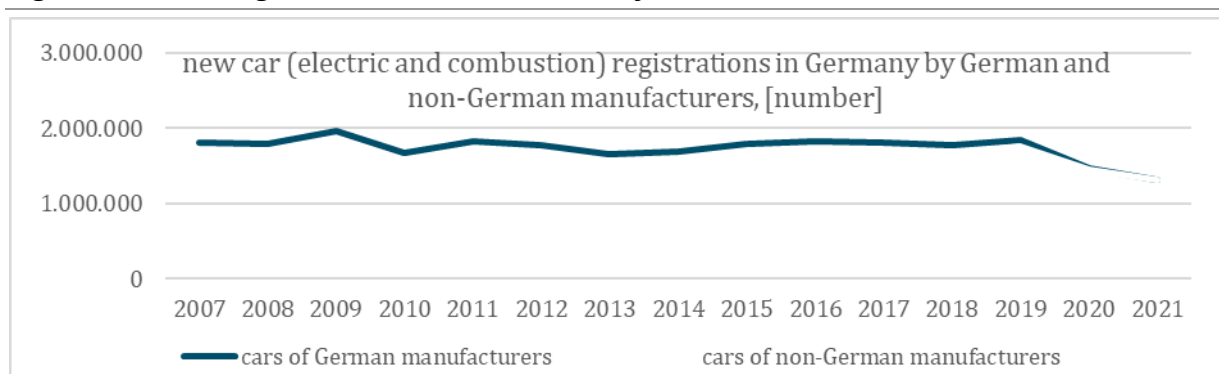 3.000.000
new car (electric and combustion) registrations in Germany by German and
non-German manufacturers, [number]
2.000.000
1.000.000
0
2007 2008 2009 2010 2011 2012 2013 2014 2015 2016 2017 2018 2019 2020 2021
cars of German manufacturers cars of non-German manufacturers